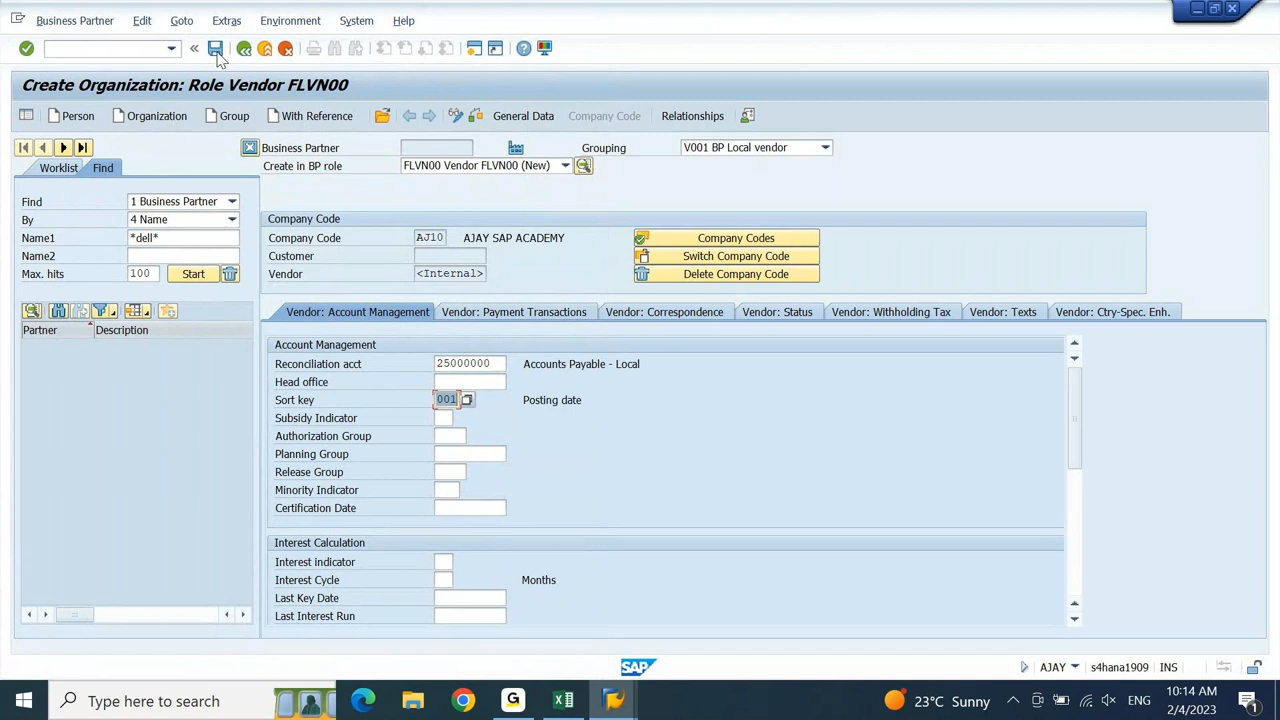 Business Partner Edit Goto Extras Environment System Help
Create Organization: Role Vendor FLVN00
Person Organization Group With Reference General Data Company Code Relationships
Business Partner Grouping V001 BP Local vendor
Create in BP role FLVN00 Vendor FLVN00 (New)
Worklist Find
Find 1 Business Partner
By 4 Name
Name1 *dell*
Name2
Max. hits 100 Start
Partner Description
Company Code
Company Code AJ10 AJAY SAP ACADEMY Company Codes
Customer Switch Company Code
Vendor <Internal> Delete Company Code
Vendor: Account Management Vendor: Payment Transactions Vendor: Correspondence Vendor: Status Vendor: Withholding Tax Vendor: Texts Vendor: Ctry-Spec. Enh.
Account Management
Reconciliation acct 25000000 Accounts Payable - Local
Head office
Sort key 001 Posting date
Subsidy Indicator
Authorization Group
Planning Group
Release Group
Minority Indicator
Certification Date
Interest Calculation
Interest indicator
Interest Cycle Months
Last Key Date
Last Interest Run
SAP AJAY s4hana1909 INS
Type here to search 23°C Sunny ENG 10:14 AM
2/4/2023 1